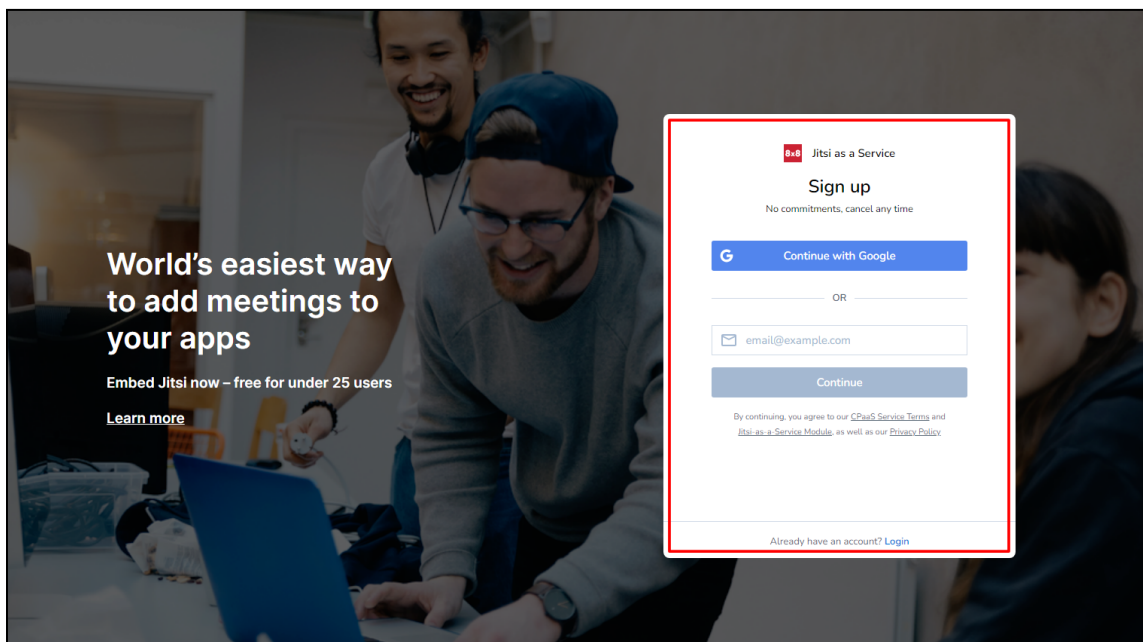 World's easiest way
to add meetings to
your apps
Embed Jitsi now – free for under 25 users
Learn more
8x8 Jitsi as a Service
Sign up
No commitments, cancel any time
G Continue with Google
OR
email@example.com
Continue
By continuing, you agree to our CPaaS Service Terms and
Jitsi-as-a-Service Module, as well as our Privacy Policy
Already have an account? Login